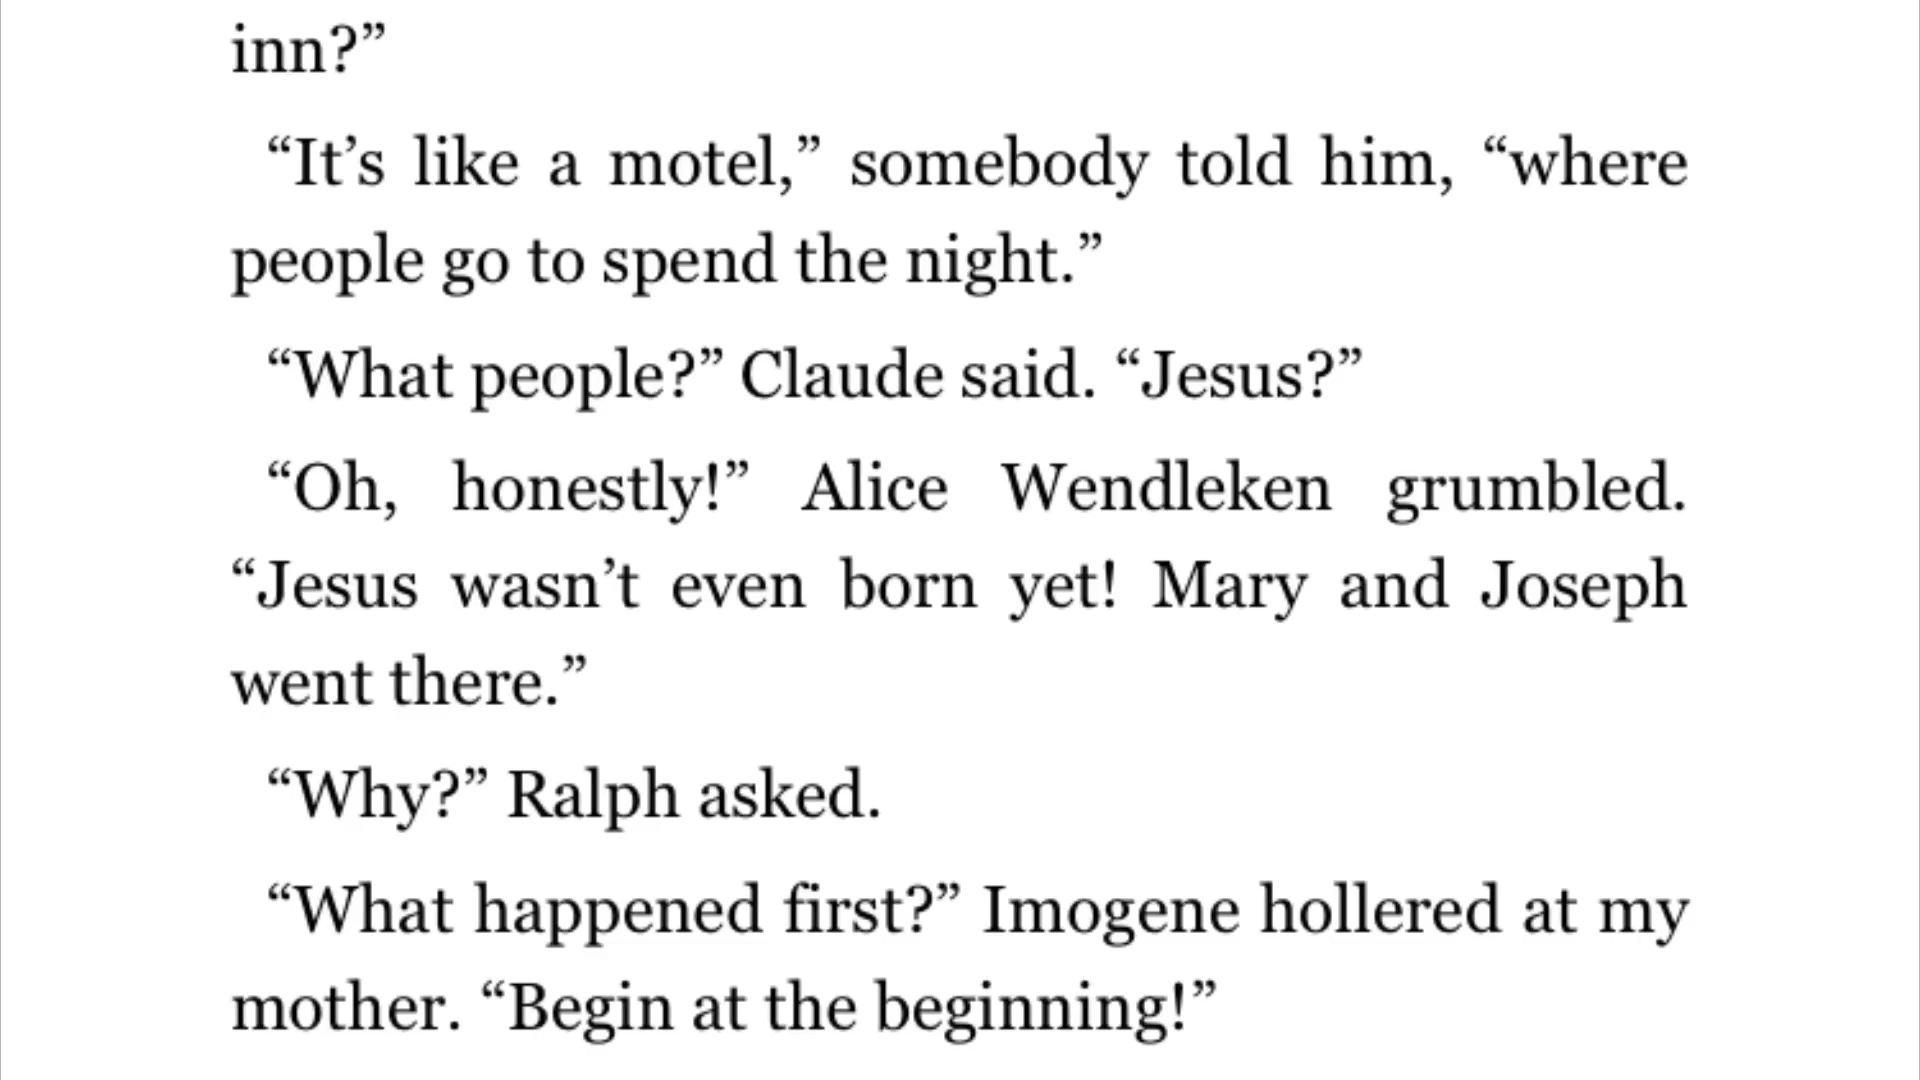 inn?”
“It’s like a motel,” somebody told him, “where
people go to spend the night.”
“What people?” Claude said. “Jesus?”
“Oh, honestly!” Alice Wendleken grumbled.
“Jesus wasn’t even born yet! Mary and Joseph
went there.”
“Why?” Ralph asked.
“What happened first?” Imogene hollered at my
mother. “Begin at the beginning!”